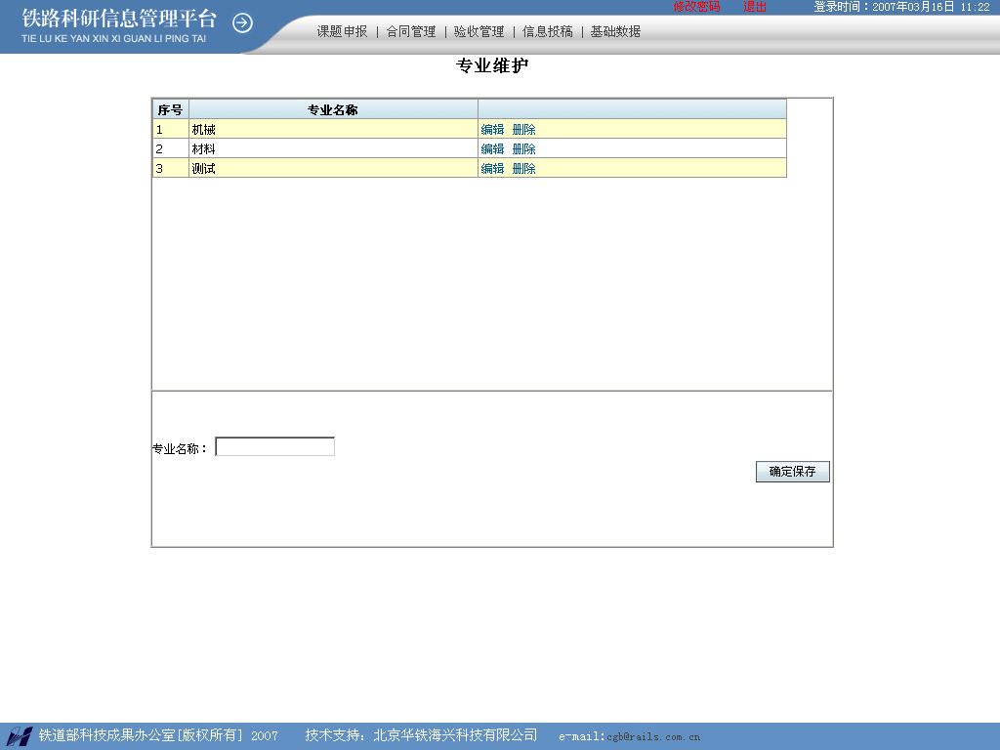 铁路科研信息管理平台
TIE LU KE YAN XIN XI GUAN LI PING TAI
修改密码 退出 登录时间：2007年03月16日 11:22
课题申报 | 合同管理 | 验收管理 | 信息投稿 | 基础数据
专业维护
序号 专业名称
1 机械 编辑 删除
2 材料 编辑 删除
3 测试 编辑 删除
专业名称：
确定保存
铁道部科技成果办公室[版权所有] 2007 技术支持: 北京华铁海兴科技有限公司 e-mail:cgb@rails.com.cn